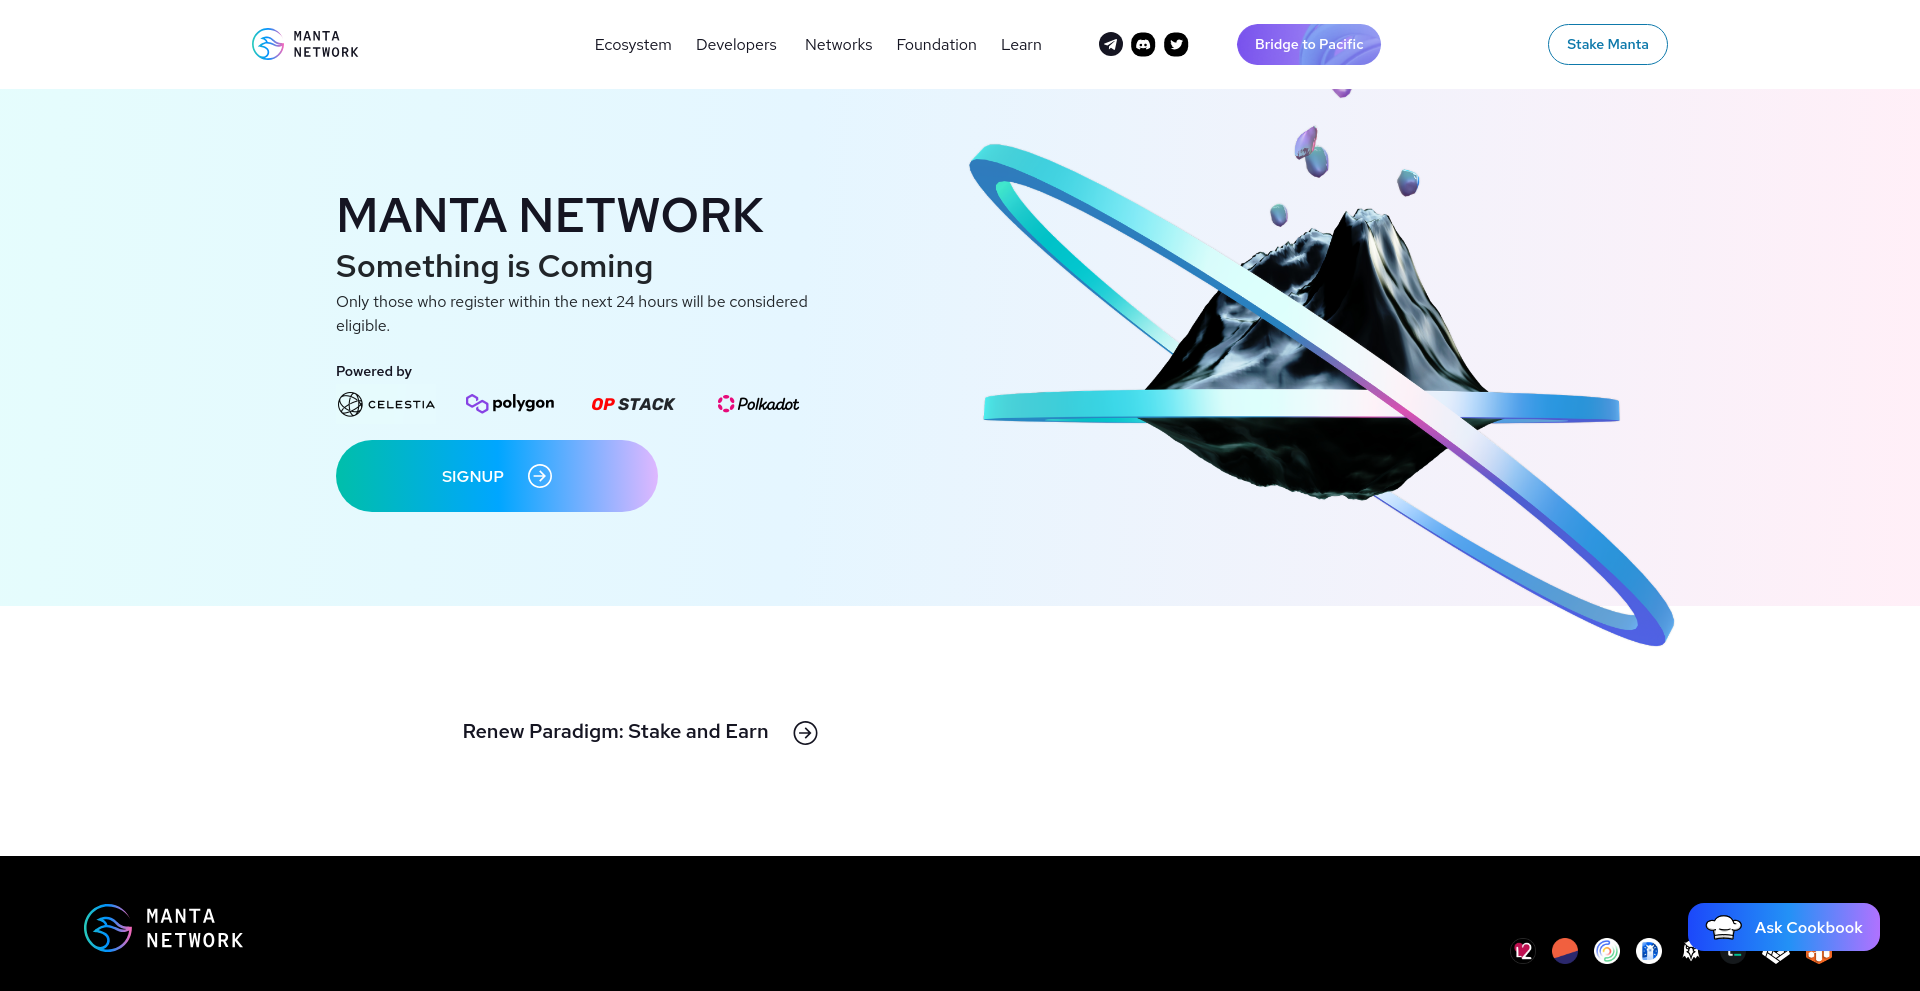 MANTA
NETWORK
Ecosystem
Developers
Networks
Foundation
Learn
Bridge to Pacific
Stake Manta
MANTA NETWORK
Something is Coming
Only those who register within the next 24 hours will be considered
eligible.
Powered by
CELESTIA
polygon
OP STACK
Polkadot
SIGNUP
Renew Paradigm: Stake and Earn
MANTA
NETWORK
Ask Cookbook